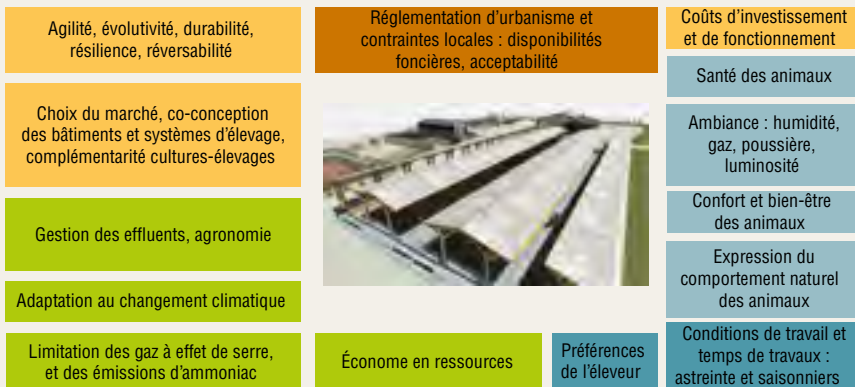 Agilité, évolutivité, durabilité,
résilience, réversabilité
Choix du marché, co-conception
des bâtiments et systèmes d'élevage,
complémentarité cultures-élevages
Gestion des effluents, agronomie
Adaptation au changement climatique
Limitation des gaz à effet de serre,
et des émissions d'ammoniac
Réglementation d'urbanisme et
contraintes locales : disponibilités
foncières, acceptabilité
Économe en ressources
Préférences
de l'éleveur
Coûts d'investissement
et de fonctionnement
Santé des animaux
Ambiance : humidité,
gaz, poussière,
luminosité
Confort et bien-être
des animaux
Expression du
comportement naturel
des animaux
Conditions de travail et
temps de travaux :
astreinte et saisonniers